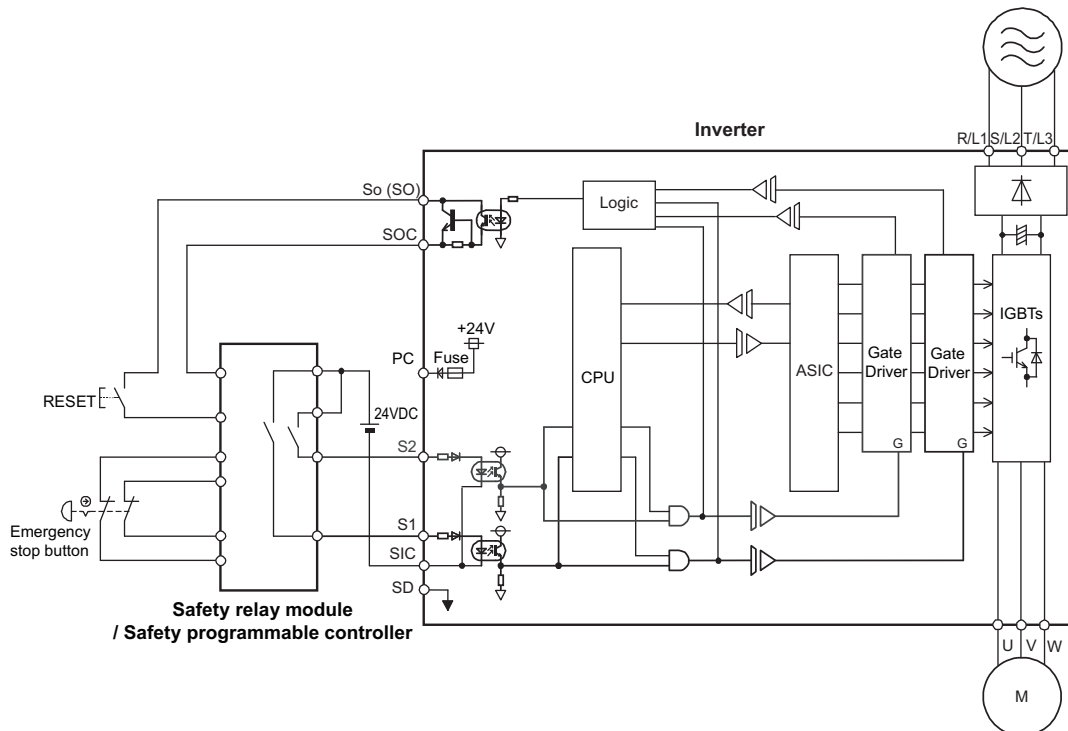 Inverter
R/L1
S/L2
T/L3
So (SO)
SOC
Logic
+24V
PC
Fuse
CPU
ASIC
Gate
Driver
G
Gate
Driver
G
IGBTs
RESET
24VDC
S2
S1
SIC
SD
Emergency
stop button
Safety relay module
/ Safety programmable controller
U
V
W
M